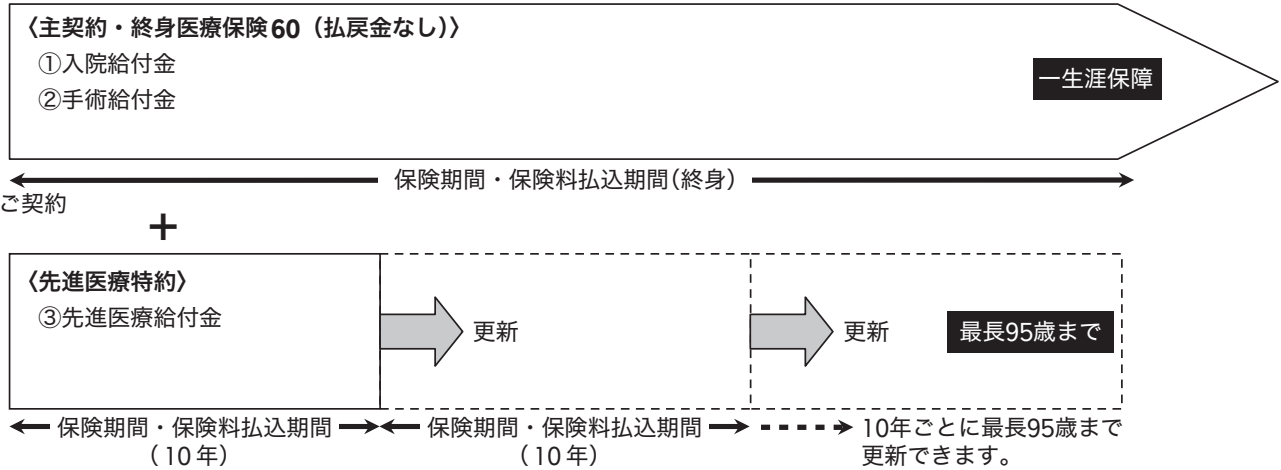 〈主契約・終身医療保険60（払戻金なし）〉
①入院給付金
②手術給付金
一生涯保障
保険期間・保険料払込期間（終身）
ご契約
＋
〈先進医療特約〉
③先進医療給付金
更新
更新
最長95歳まで
保険期間・保険料払込期間
（10年）
保険期間・保険料払込期間
（10年）
10年ごとに最長95歳まで
更新できます。